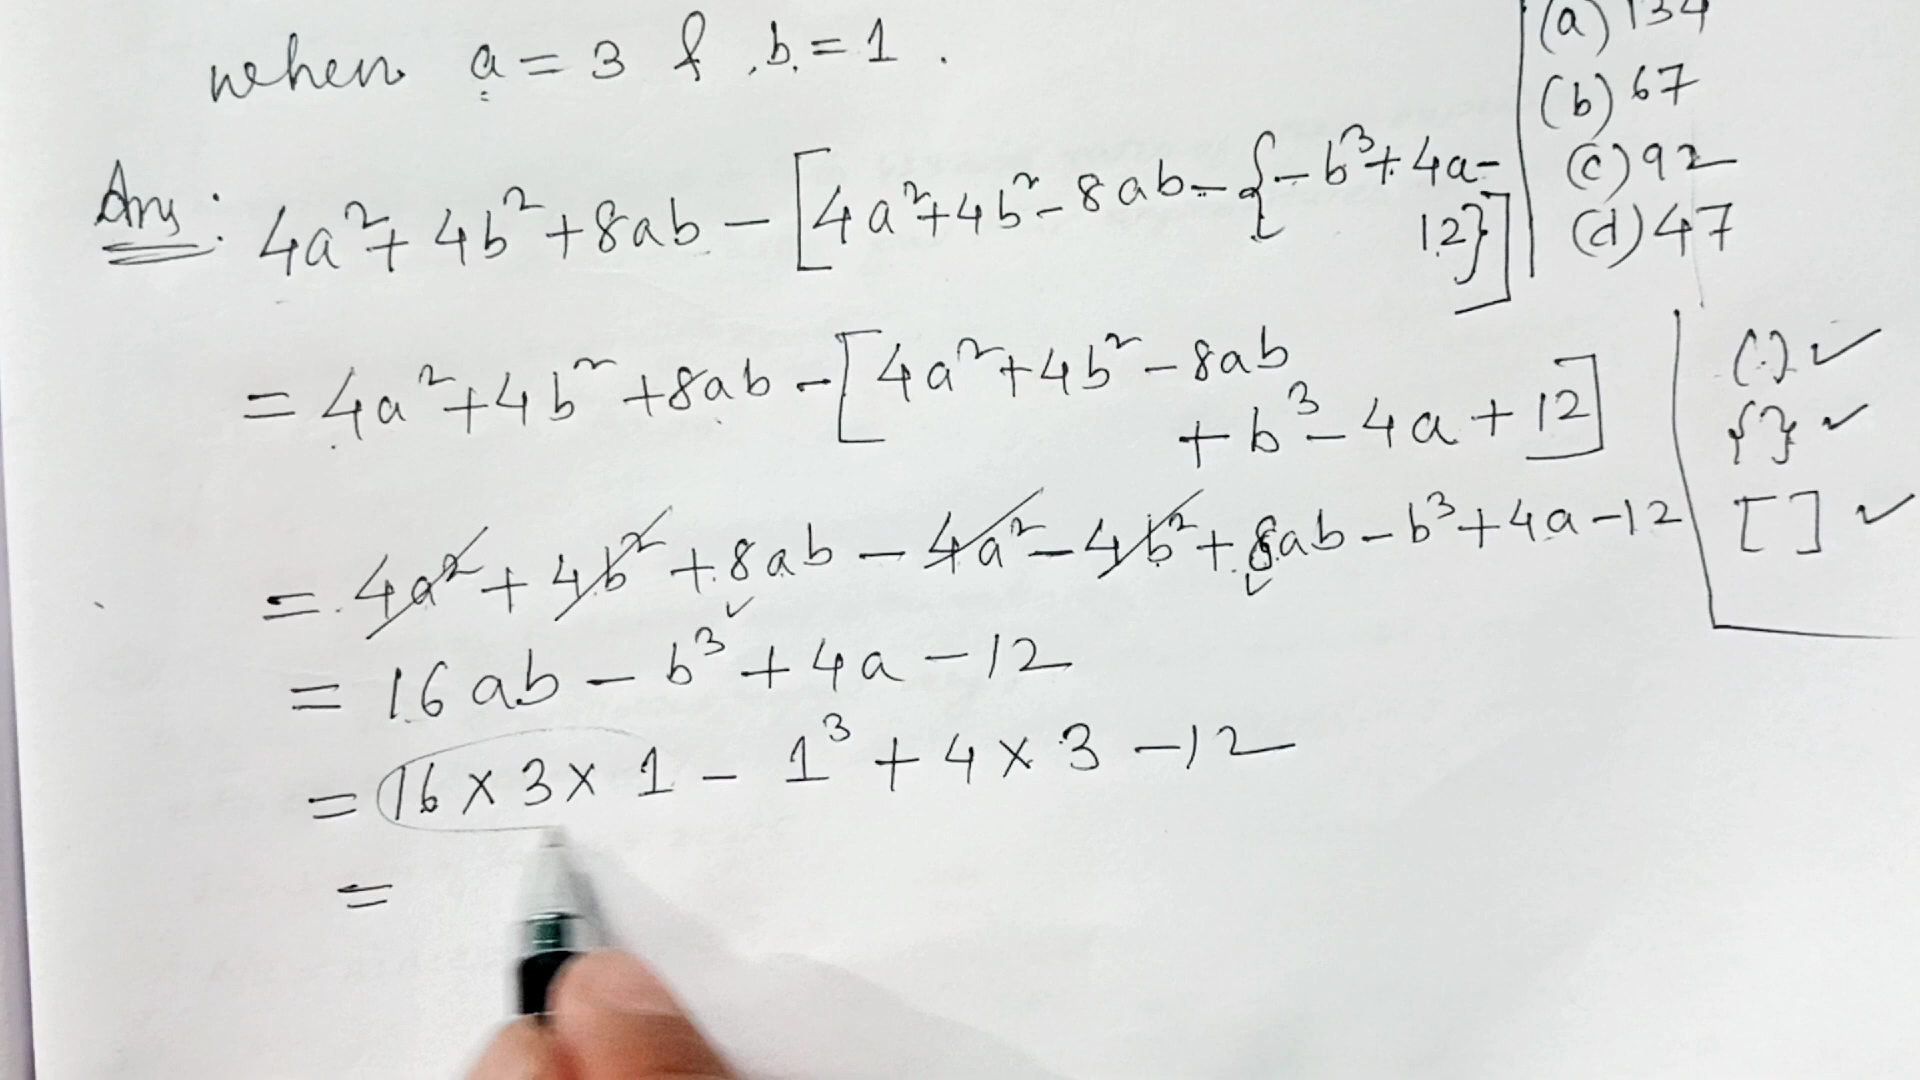 when a = 3 & b = 1.
(a) 134
(b) 67
(c) 92
(d) 47
Ans: 4a²+ 4b²+8ab - [4a²+4b²-8ab-{-b³+4a-
12}]
= 4a²+4b²+8ab-[4a²+4b²-8ab
+b³-4a+12]
( ) ✓
{ } ✓
[ ] ✓
= 4a²+4b²+8ab-4a²-4b²+8ab-b³+4a-12
= 16ab-b³+4a-12
= 16×3×1-1³+4×3-12
=